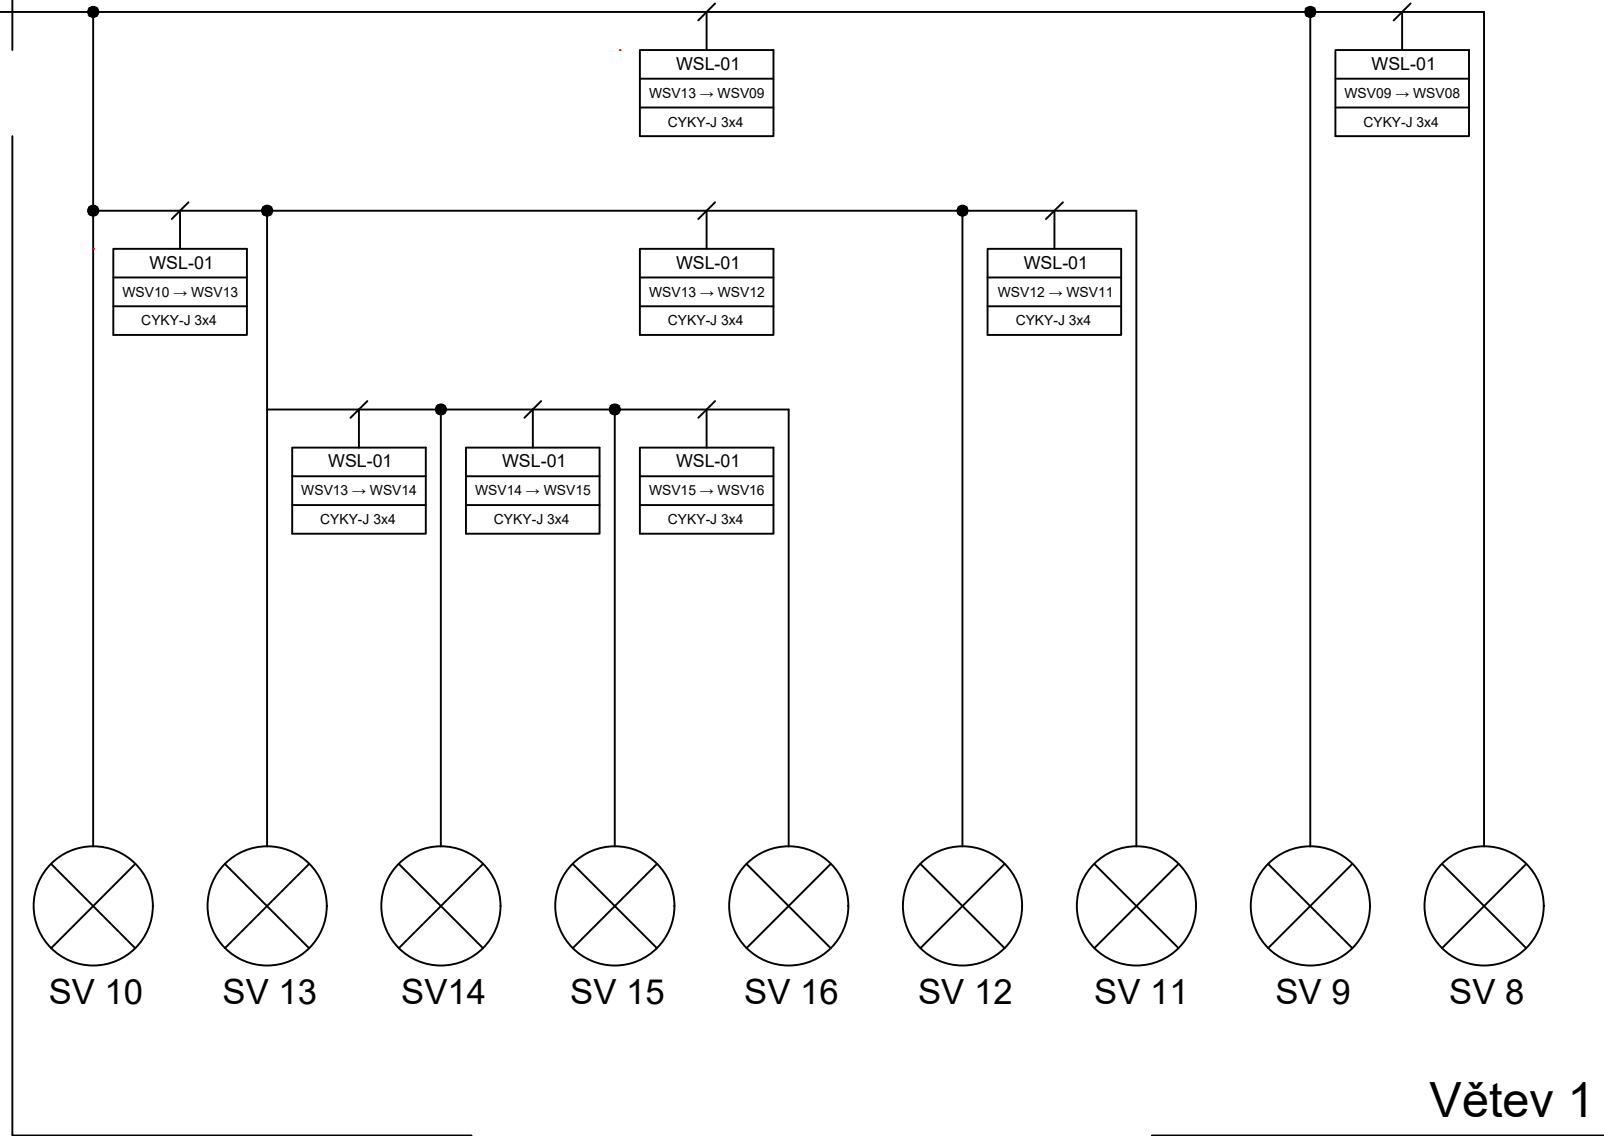 WSL-01
WSV13 → WSV09
CYKY-J 3x4
WSL-01
WSV09 → WSV08
CYKY-J 3x4
WSL-01
WSV10 → WSV13
CYKY-J 3x4
WSL-01
WSV13 → WSV12
CYKY-J 3x4
WSL-01
WSV12 → WSV11
CYKY-J 3x4
WSL-01
WSV13 → WSV14
CYKY-J 3x4
WSL-01
WSV14 → WSV15
CYKY-J 3x4
WSL-01
WSV15 → WSV16
CYKY-J 3x4
SV 10
SV 13
SV14
SV 15
SV 16
SV 12
SV 11
SV 9
SV 8
Větev 1